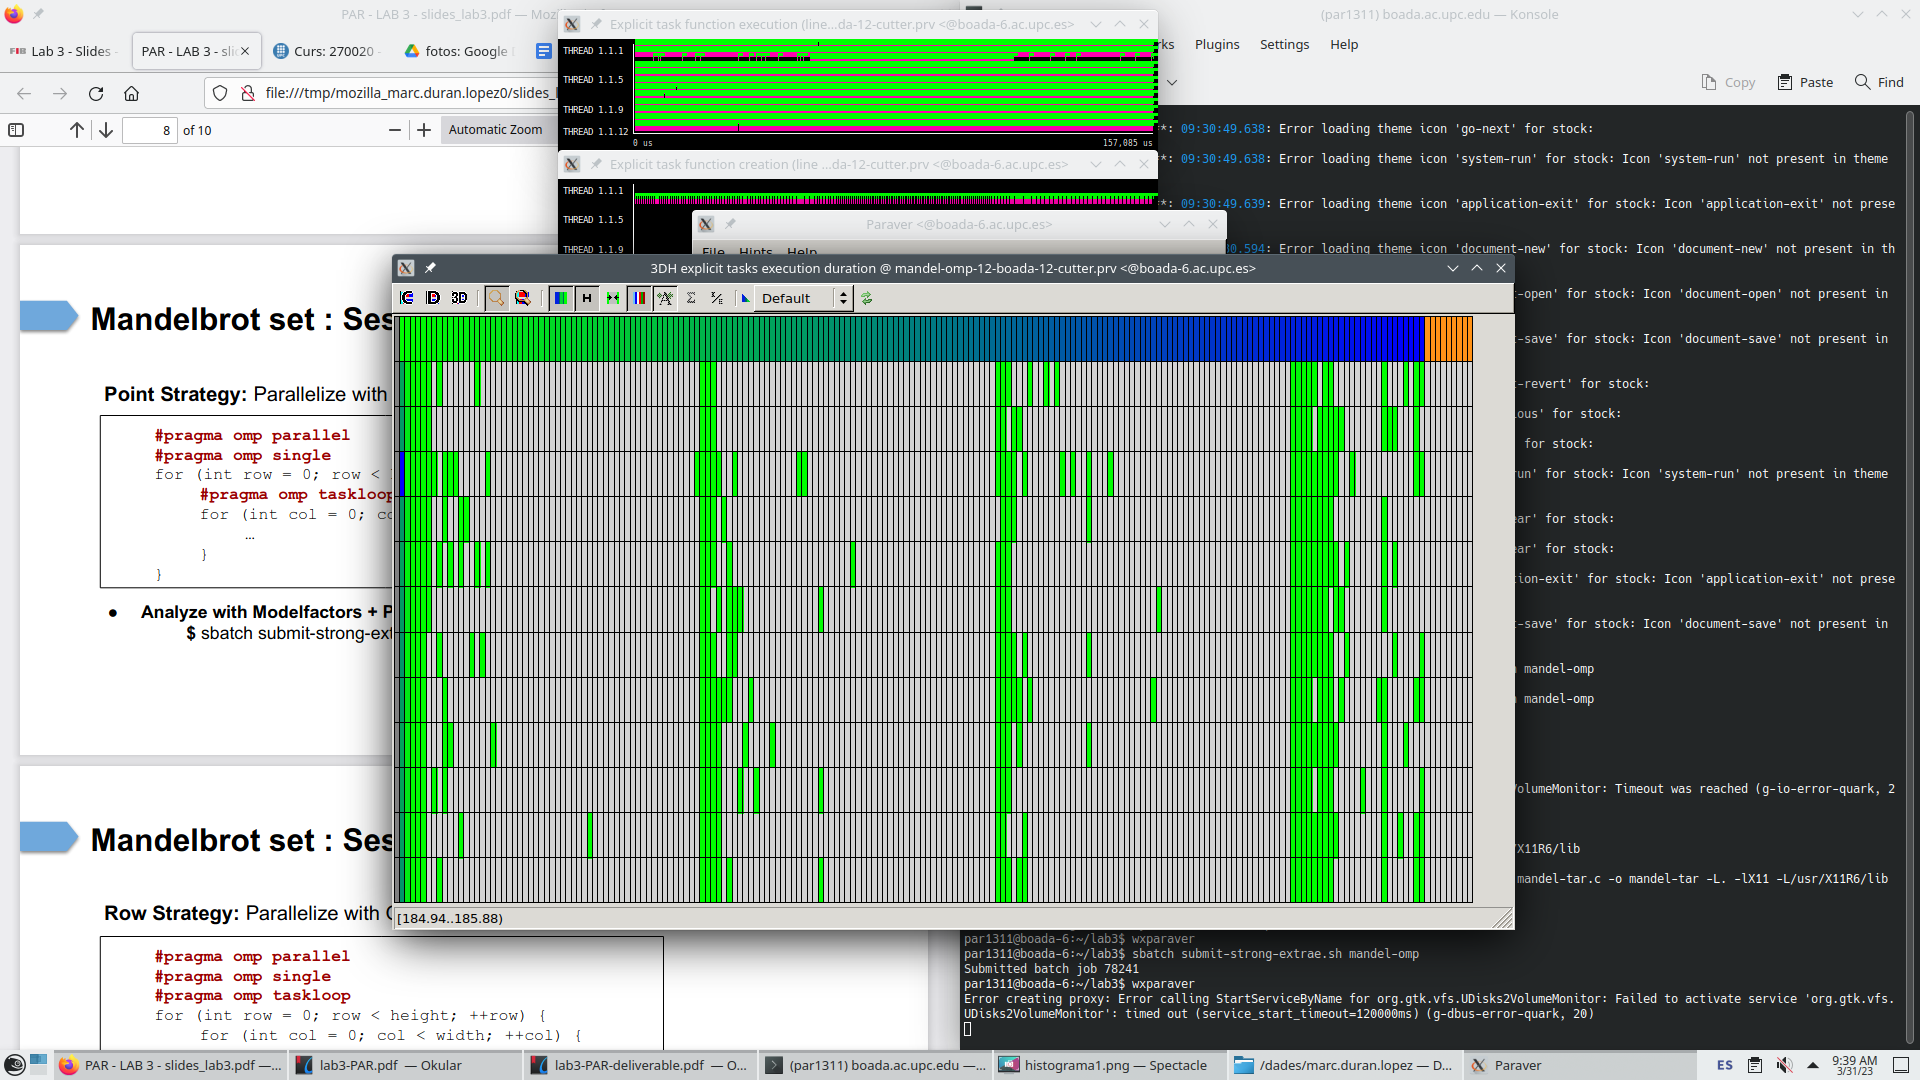 PAR - LAB 3 - slides_lab3.pdf — Moz
Lab 3 - Slides
PAR - LAB 3 - sli
Curs: 270020 -
fotos: Google
file:///tmp/mozilla_marc.duran.lopez0/slides_l
8
of 10
Automatic Zoom
Mandelbrot set : Ses
Point Strategy: Parallelize with
#pragma omp parallel
#pragma omp single
for (int row = 0; row <
#pragma omp taskloop
for (int col = 0; co
...
}
}
● Analyze with Modelfactors + P
$ sbatch submit-strong-ext
Mandelbrot set : Ses
Row Strategy: Parallelize with
#pragma omp parallel
#pragma omp single
#pragma omp taskloop
for (int row = 0; row < height; ++row) {
for (int col = 0; col < width; ++col) {
Explicit task function execution (line...da-12-cutter.prv <@boada-6.ac.upc.es>
THREAD 1.1.1
THREAD 1.1.5
THREAD 1.1.9
THREAD 1.1.12
0 us
157,085 us
Explicit task function creation (line ...da-12-cutter.prv <@boada-6.ac.upc.es>
THREAD 1.1.1
THREAD 1.1.5
THREAD 1.1.9
Paraver <@boada-6.ac.upc.es>
File Hints Help
3DH explicit tasks execution duration @ mandel-omp-12-boada-12-cutter.prv <@boada-6.ac.upc.es>
3D
H
Default
[184.94..185.88)
(par1311) boada.ac.upc.edu — Konsole
ks Plugins Settings Help
Copy Paste Find
*: 09:30:49.638: Error loading theme icon 'go-next' for stock:
*: 09:30:49.638: Error loading theme icon 'system-run' for stock: Icon 'system-run' not present in theme
*: 09:30:49.639: Error loading theme icon 'application-exit' for stock: Icon 'application-exit' not prese
0.594: Error loading theme icon 'document-new' for stock: Icon 'document-new' not present in th
-open' for stock: Icon 'document-open' not present in
-save' for stock: Icon 'document-save' not present in
-revert' for stock:
ious' for stock:
' for stock:
run' for stock: Icon 'system-run' not present in theme
ear' for stock:
ear' for stock:
ion-exit' for stock: Icon 'application-exit' not prese
-save' for stock: Icon 'document-save' not present in
mandel-omp
mandel-omp
VolumeMonitor: Timeout was reached (g-io-error-quark, 2
/X11R6/lib
mandel-tar.c -o mandel-tar -L. -lX11 -L/usr/X11R6/lib
par1311@boada-6:~/lab3$ wxparaver
par1311@boada-6:~/lab3$ sbatch submit-strong-extrae.sh mandel-omp
Submitted batch job 78241
par1311@boada-6:~/lab3$ wxparaver
Error creating proxy: Error calling StartServiceByName for org.gtk.vfs.UDisks2VolumeMonitor: Failed to activate service 'org.gtk.vfs.
UDisks2VolumeMonitor': timed out (service_start_timeout=120000ms) (g-dbus-error-quark, 20)
PAR - LAB 3 - slides_lab3.pdf —...
lab3-PAR.pdf — Okular
lab3-PAR-deliverable.pdf — O...
(par1311) boada.ac.upc.edu —...
histograma1.png — Spectacle
/dades/marc.duran.lopez — D...
Paraver
ES
9:39 AM
3/31/23